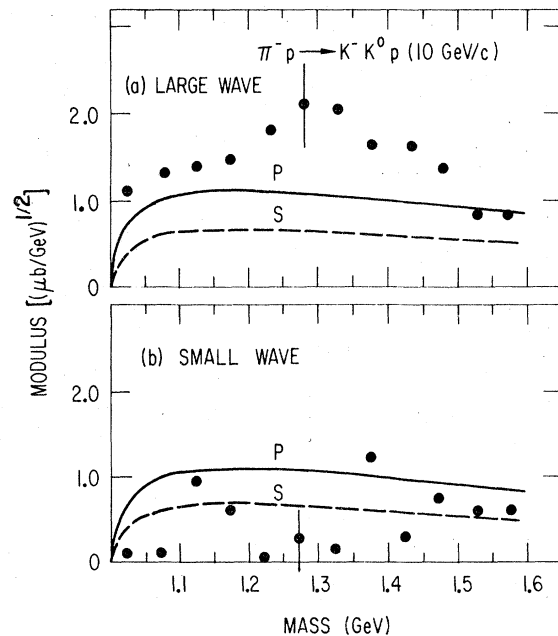 π⁻p → K⁻K⁰p (10 GeV/c)
(a) LARGE WAVE
2.0
P
1.0
S
0
MODULUS [(μb/GeV)^1/2]
(b) SMALL WAVE
2.0
P
1.0
S
0
1.1 1.2 1.3 1.4 1.5 1.6
MASS (GeV)